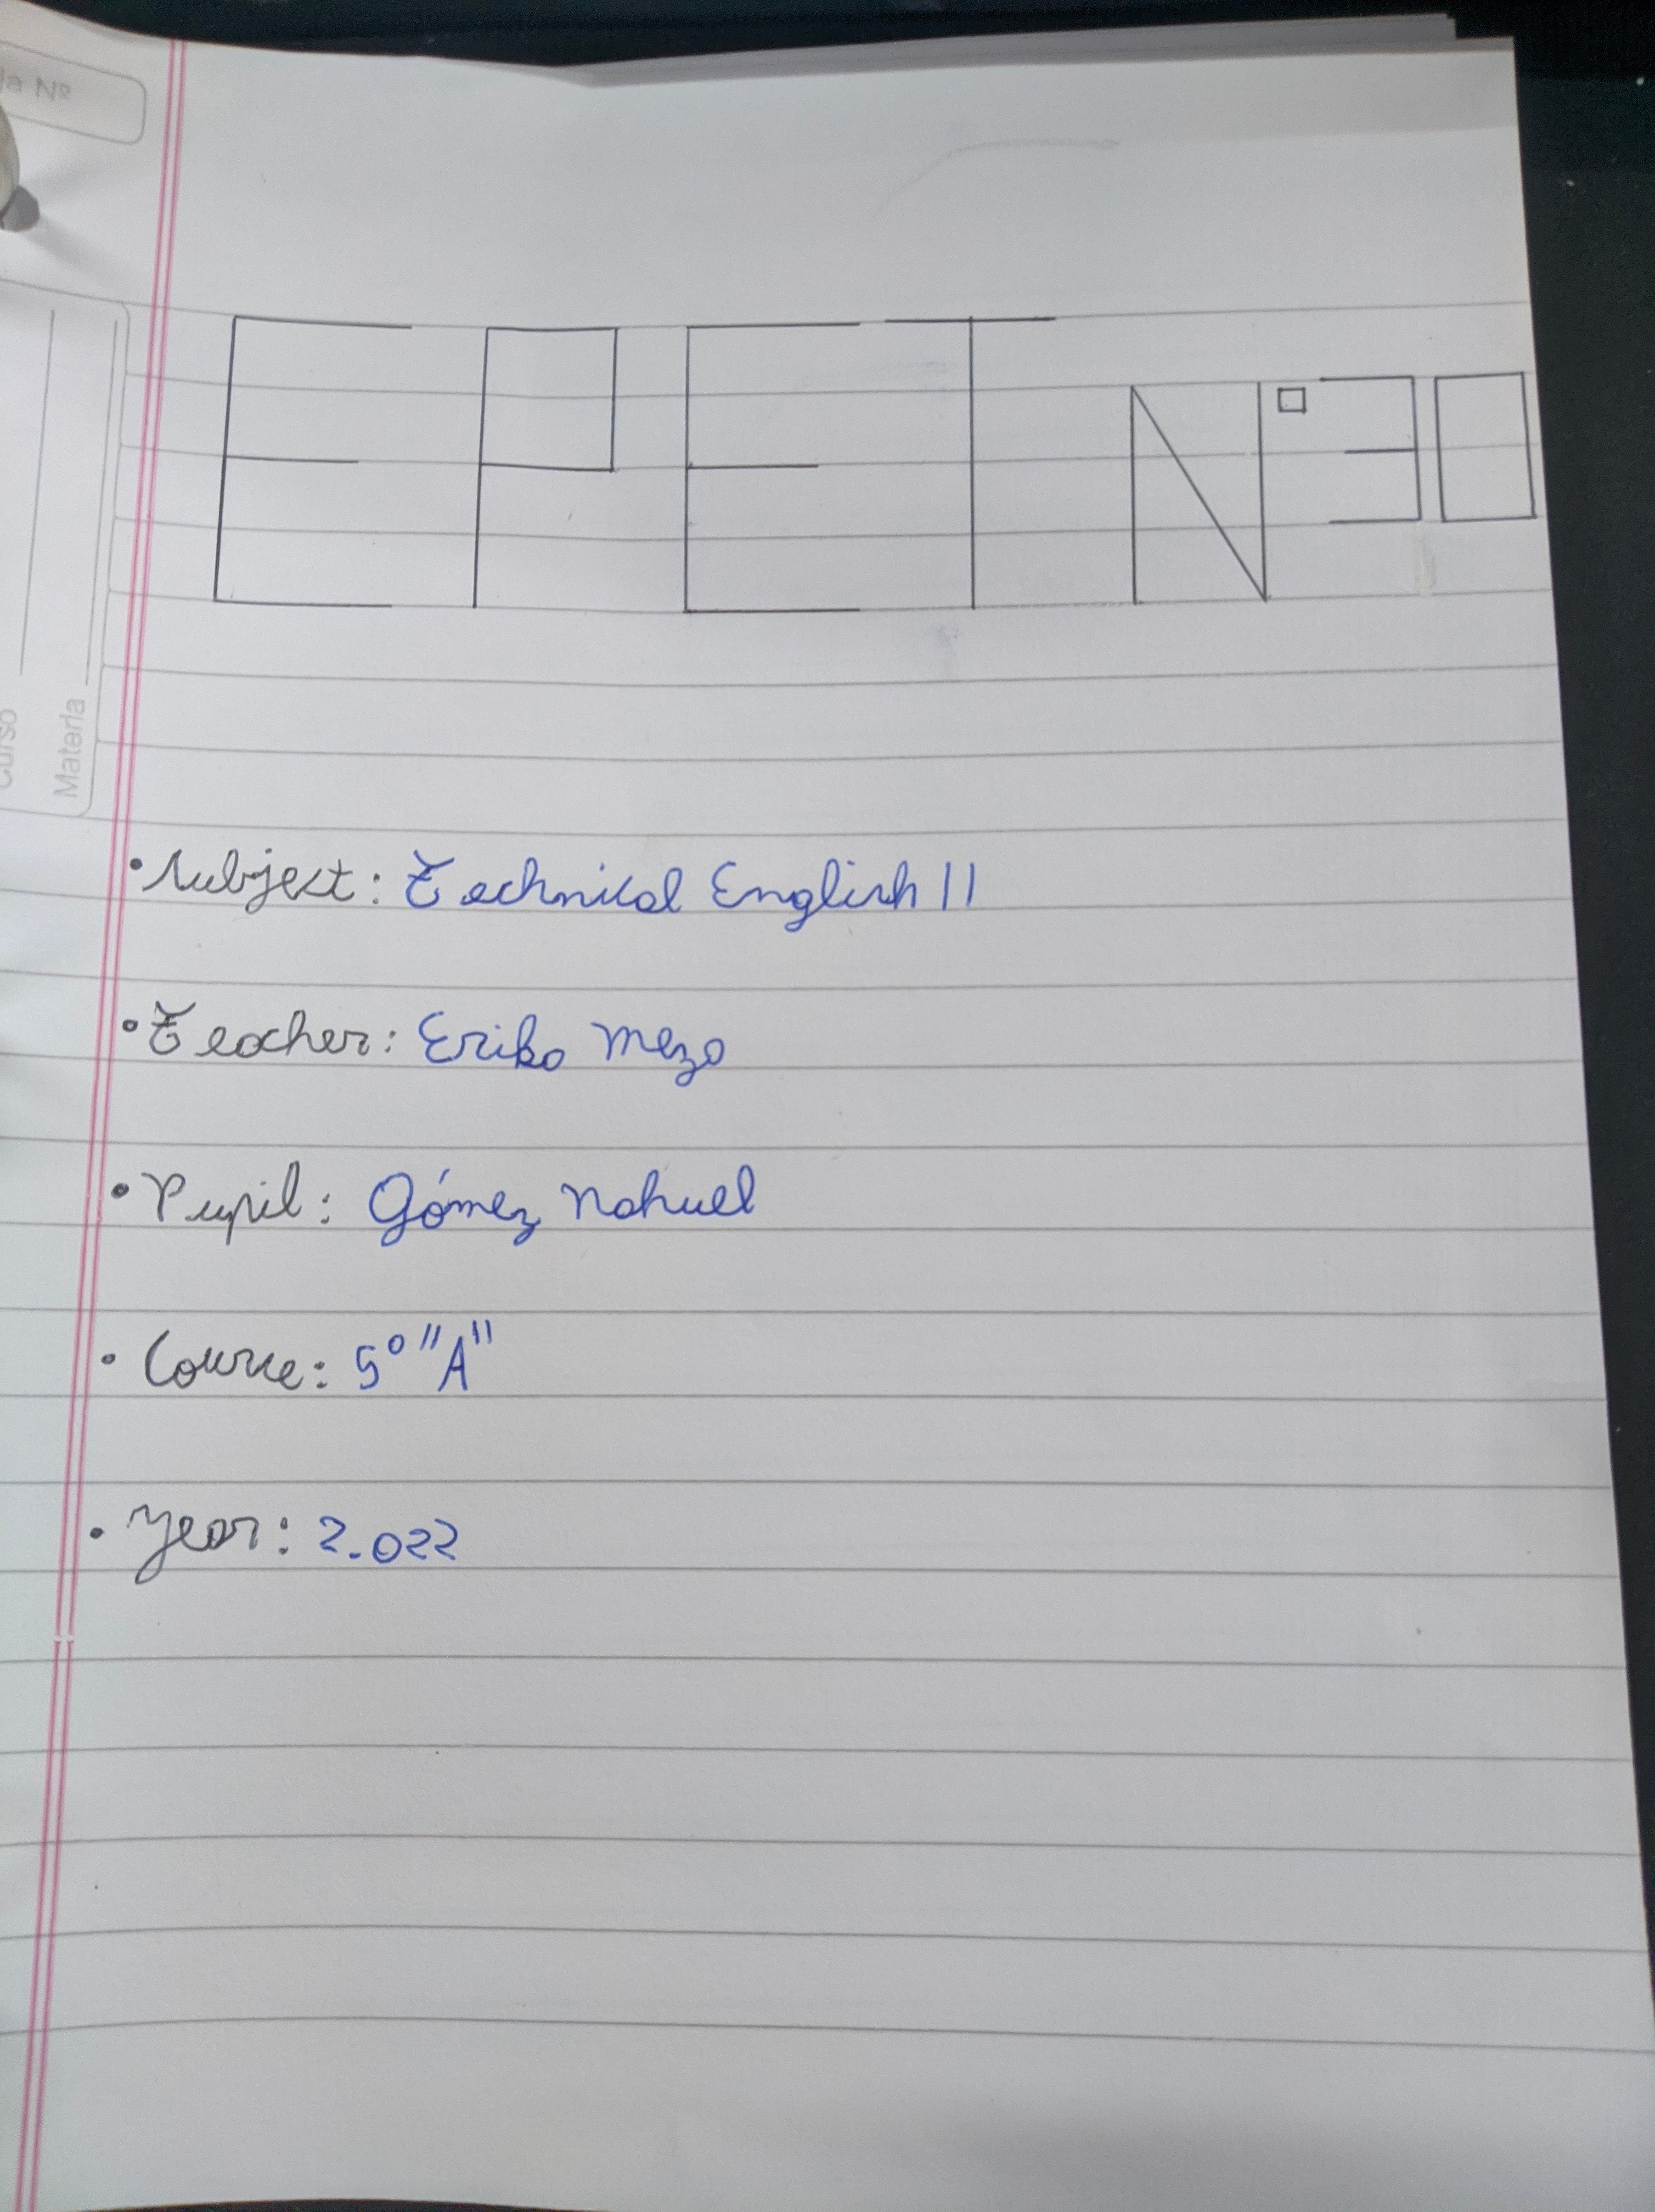 ja Nº
EPET N°30
Curso
Materia
• Subject: Technical English II
• Teacher: Erika Meza
• Pupil: Gómez Nahuel
• Course: 5° "A"
• Year: 2.022